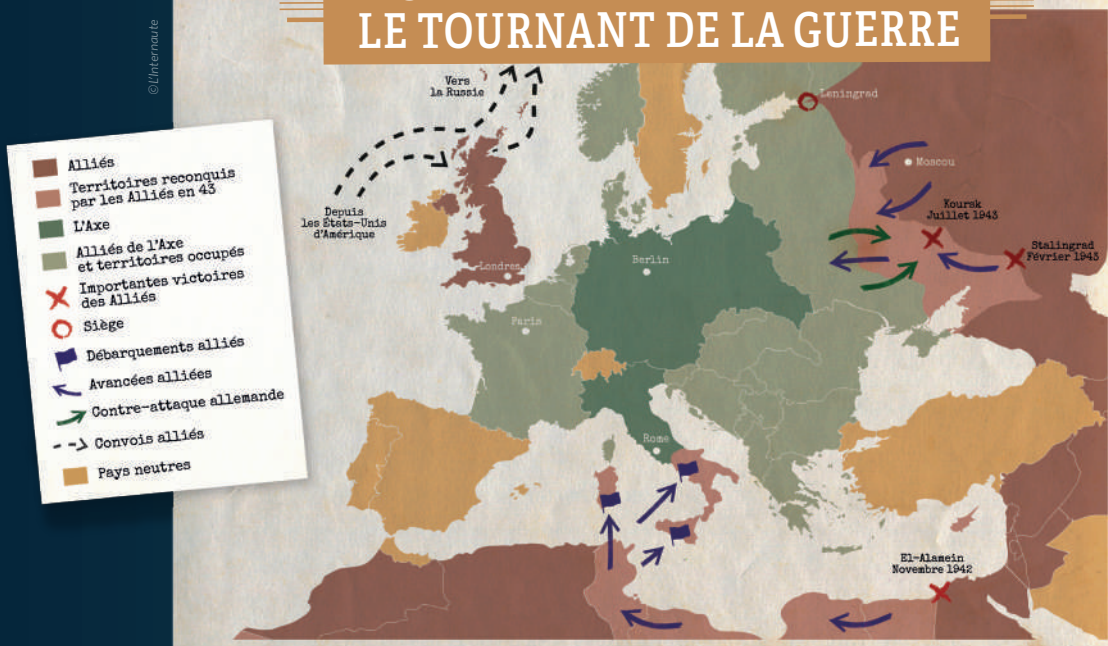 LE TOURNANT DE LA GUERRE
©L'Internaute
Alliés
Territoires reconquis
par les Alliés en 43
L'Axe
Alliés de l'Axe
et territoires occupés
Importantes victoires
des Alliés
Siège
Débarquements alliés
Avancées alliées
Contre-attaque allemande
Convois alliés
Pays neutres
Vers
la Russie
Depuis
les États-Unis
d'Amérique
Leningrad
Moscou
Koursk
Juillet 1943
Stalingrad
Février 1943
Londres
Berlin
Paris
Rome
El-Alamein
Novembre 1942